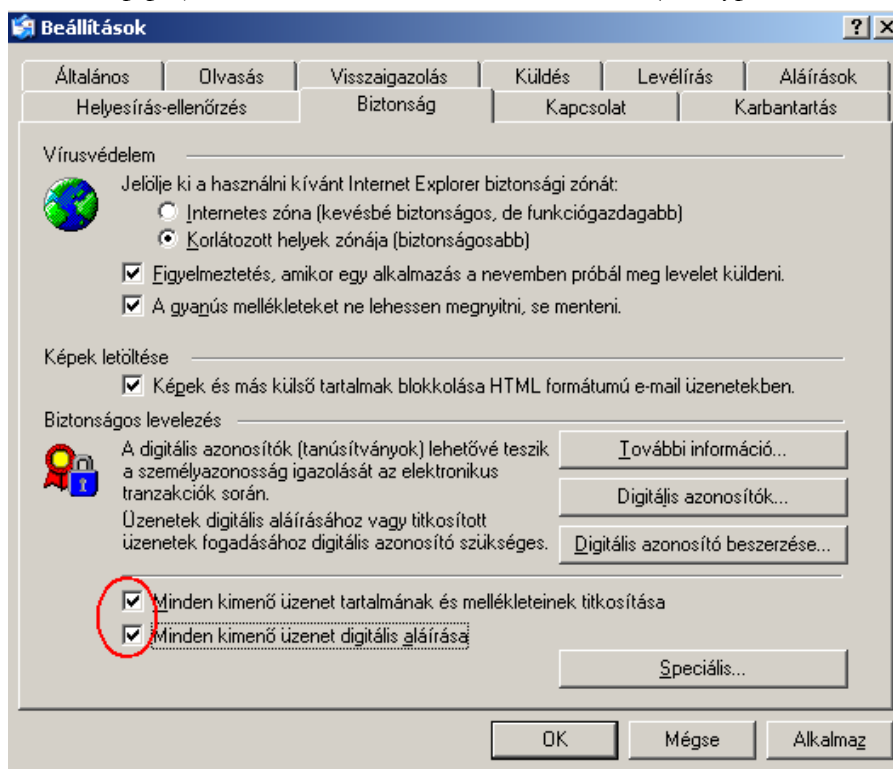 Beállítások
Általános Olvasás Visszaigazolás Küldés Levélírás Aláírások
Helyesírás-ellenőrzés Biztonság Kapcsolat Karbantartás
Vírusvédelem
Jelölje ki a használni kívánt Internet Explorer biztonsági zónát:
Internetes zóna (kevésbé biztonságos, de funkciógazdagabb)
Korlátozott helyek zónája (biztonságosabb)
Figyelmeztetés, amikor egy alkalmazás a nevemben próbál meg levelet küldeni.
A gyanús mellékleteket ne lehessen megnyitni, se menteni.
Képek letöltése
Képek és más külső tartalmak blokkolása HTML formátumú e-mail üzenetekben.
Biztonságos levelezés
A digitális azonosítók (tanúsítványok) lehetővé teszik
a személyazonosság igazolását az elektronikus
tranzakciók során.
Üzenetek digitális aláírásához vagy titkosított
üzenetek fogadásához digitális azonosító szükséges.
További információ...
Digitális azonosítók...
Digitális azonosító beszerzése...
Minden kimenő üzenet tartalmának és mellékleteinek titkosítása
Minden kimenő üzenet digitális aláírása
Speciális...
OK Mégse Alkalmaz